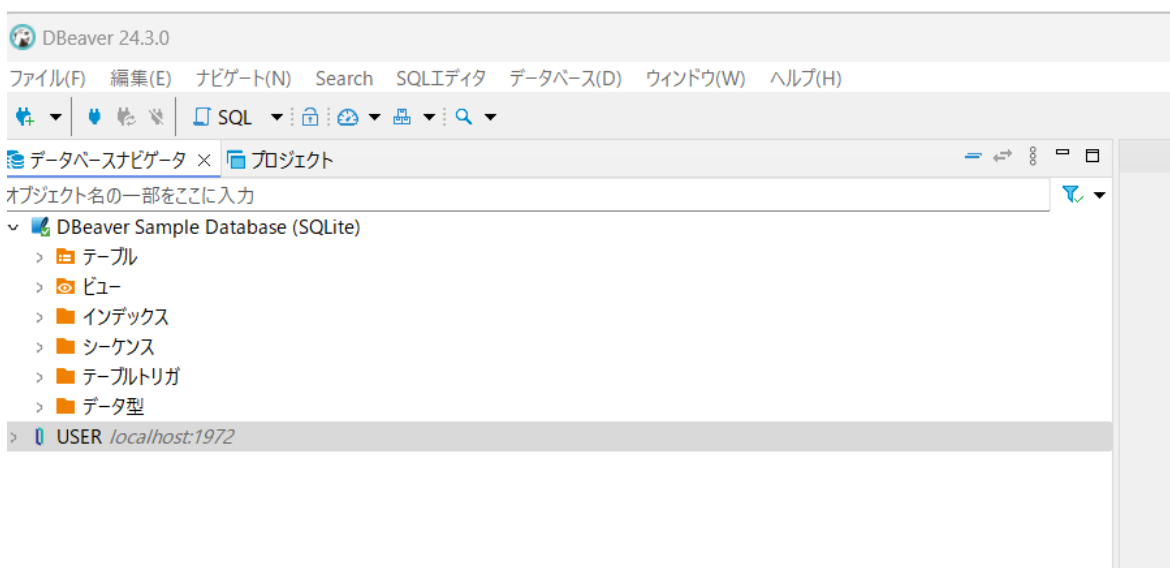 DBeaver 24.3.0
ファイル(F) 編集(E) ナビゲート(N) Search SQLエディタ データベース(D) ウィンドウ(W) ヘルプ(H)
SQL
データベースナビゲータ プロジェクト
オブジェクト名の一部をここに入力
DBeaver Sample Database (SQLite)
テーブル
ビュー
インデックス
シーケンス
テーブルトリガ
データ型
USER localhost:1972